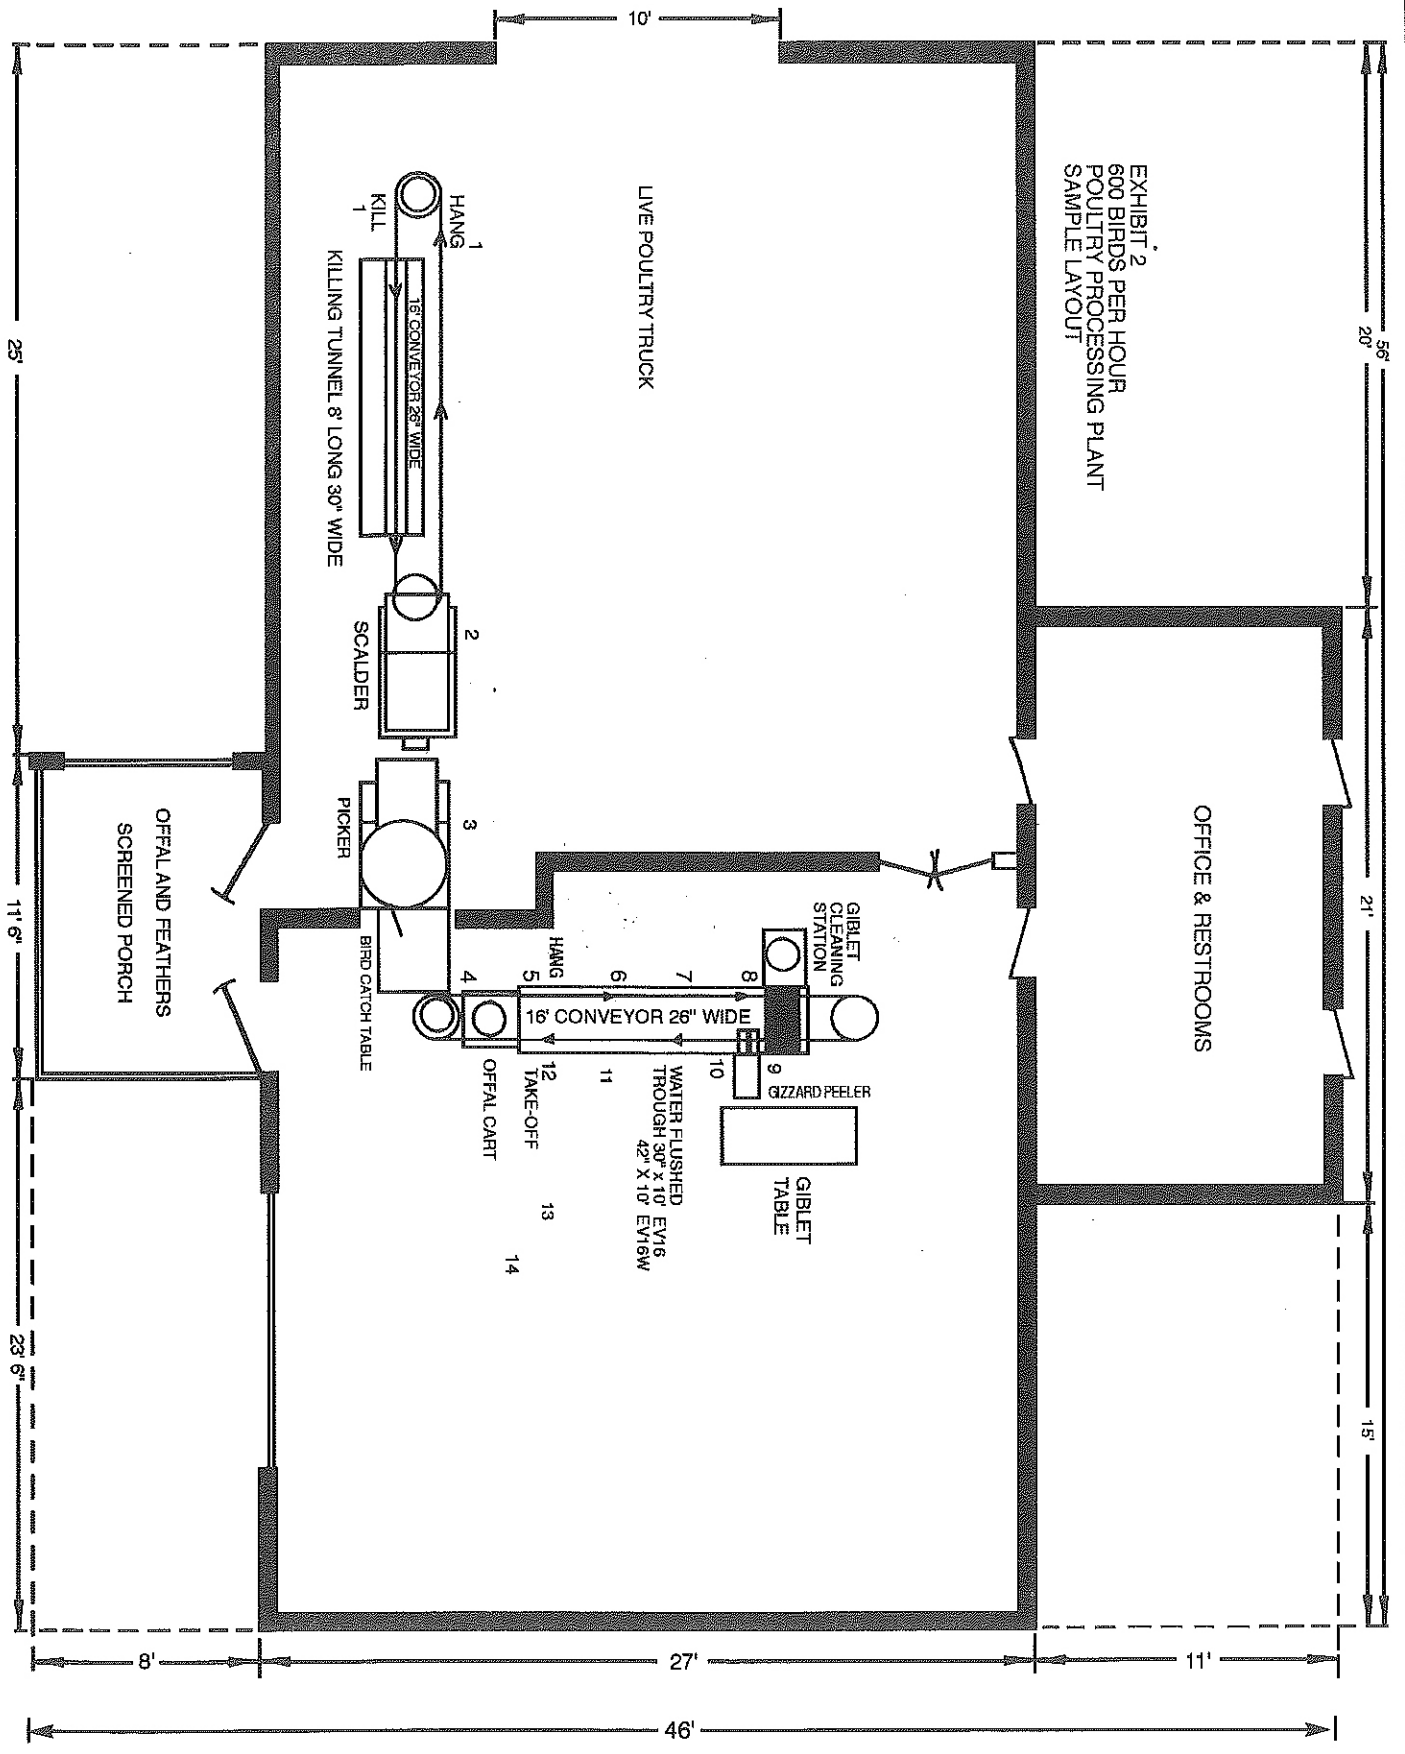 EXHIBIT 2
600 BIRDS PER HOUR
POULTRY PROCESSING PLANT
SAMPLE LAYOUT
56'
20'
21'
15'
10'
OFFICE & RESTROOMS
LIVE POULTRY TRUCK
1
HANG
KILL
1
16' CONVEYOR 26" WIDE
KILLING TUNNEL 8' LONG 30" WIDE
2
SCALDER
3
PICKER
BIRD CATCH TABLE
GIBLET
CLEANING
STATION
HANG
4
5
6
7
8
16' CONVEYOR 26" WIDE
9
10
11
12
TAKE-OFF
OFFAL CART
GIZZARD PEELER
WATER FLUSHED
TROUGH 30" X 10' EV16
42" X 10' EV16W
GIBLET
TABLE
13
14
OFFAL AND FEATHERS
SCREENED PORCH
25'
11' 6"
23' 6"
8'
27'
11'
46'